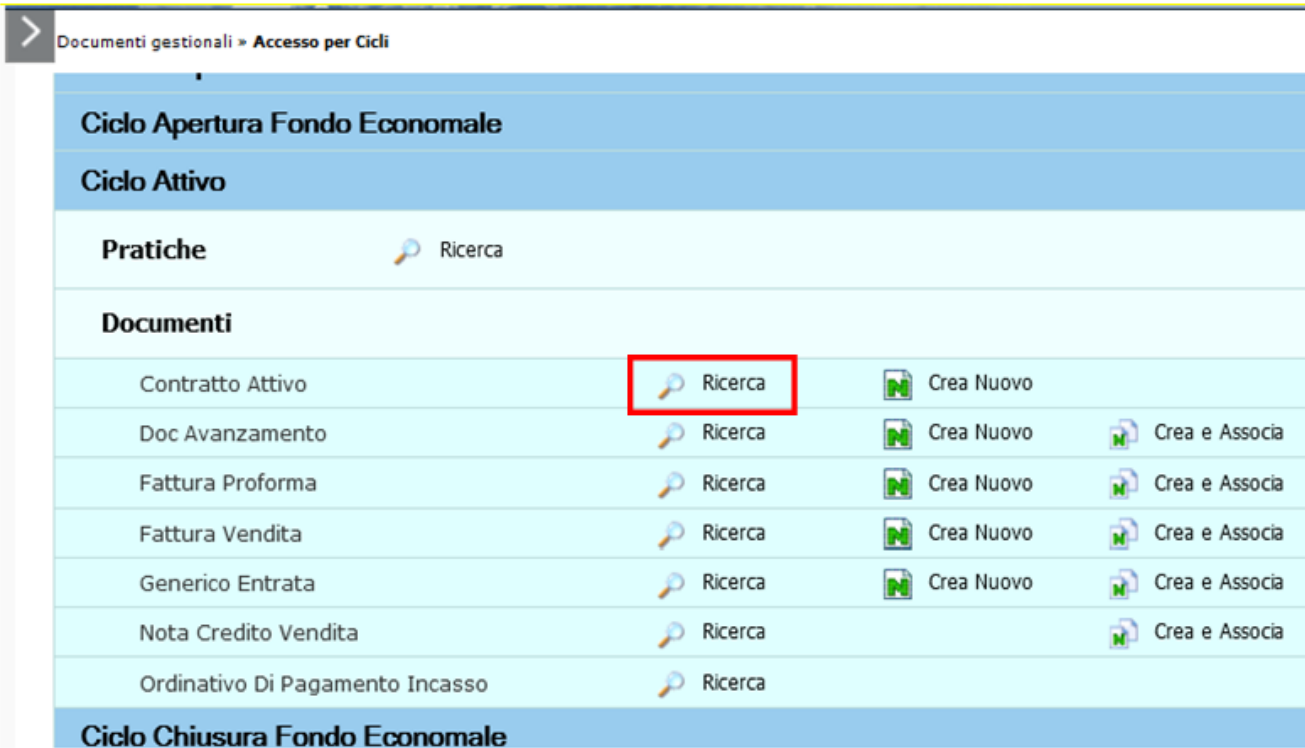 Documenti gestionali » Accesso per Cicli
Ciclo Apertura Fondo Economale
Ciclo Attivo
Pratiche Ricerca
Documenti
Contratto Attivo Ricerca Crea Nuovo
Doc Avanzamento Ricerca Crea Nuovo Crea e Associa
Fattura Proforma Ricerca Crea Nuovo Crea e Associa
Fattura Vendita Ricerca Crea Nuovo Crea e Associa
Generico Entrata Ricerca Crea Nuovo Crea e Associa
Nota Credito Vendita Ricerca Crea e Associa
Ordinativo Di Pagamento Incasso Ricerca
Ciclo Chiusura Fondo Economale